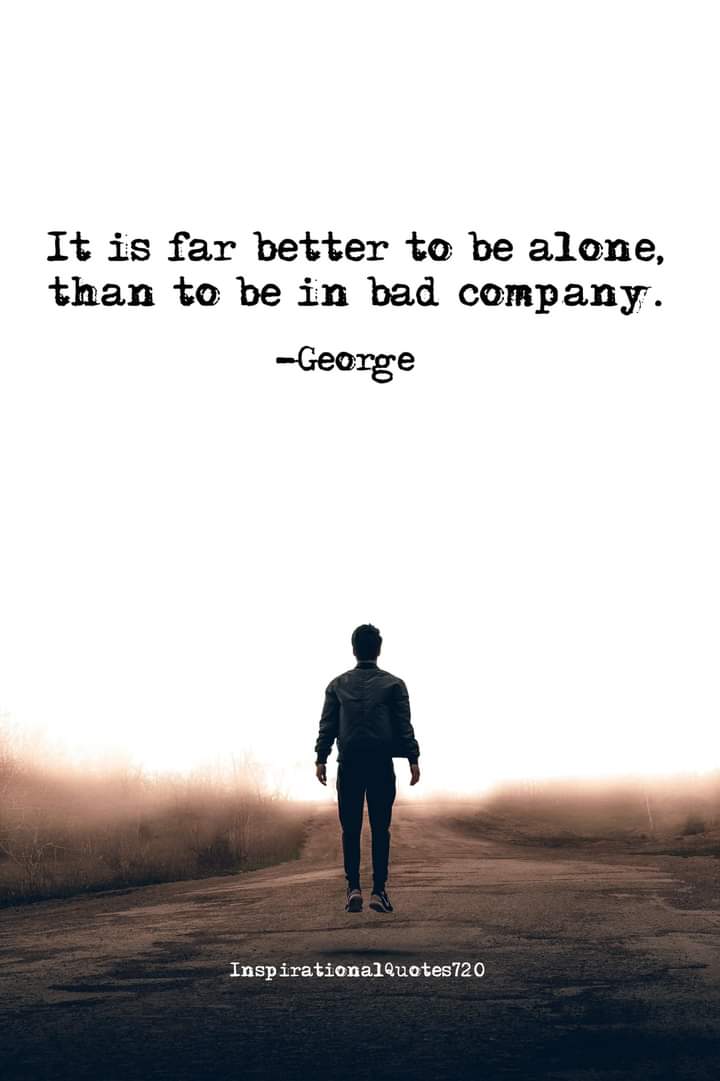 It is far better to be alone,
than to be in bad company.
-George
InspirationalQuotes720